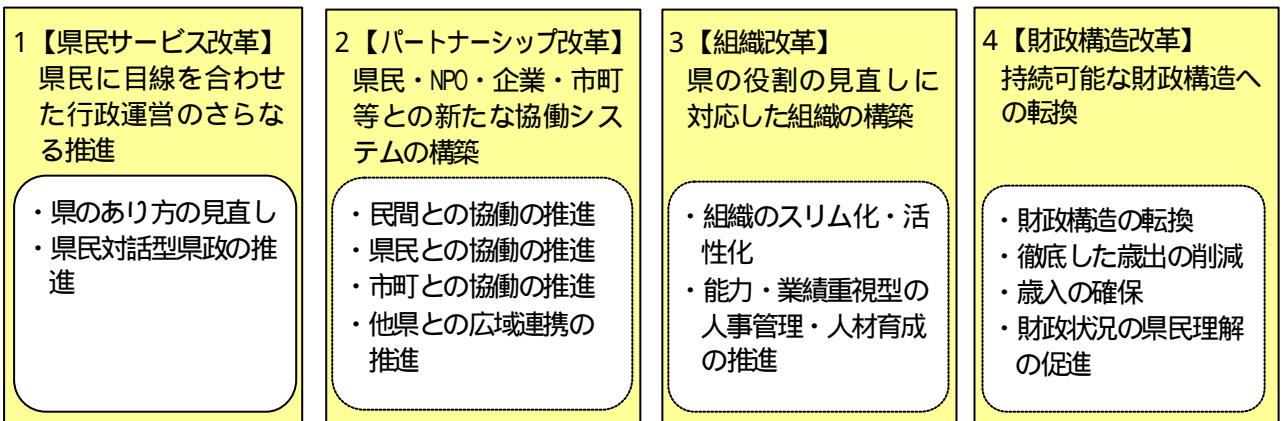 1【県民サービス改革】
県民に目線を合わせ
た行政運営のさらな
る推進
・県のあり方の見直し
・県民対話型県政の推
進
2【パートナーシップ改革】
県民・NPO・企業・市町
等との新たな協働シス
テムの構築
・民間との協働の推進
・県民との協働の推進
・市町との協働の推進
・他県との広域連携の
推進
3【組織改革】
県の役割の見直しに
対応した組織の構築
・組織のスリム化・活
性化
・能力・業績重視型の
人事管理・人材育成
の推進
4【財政構造改革】
持続可能な財政構造へ
の転換
・財政構造の転換
・徹底した歳出の削減
・歳入の確保
・財政状況の県民理解
の促進